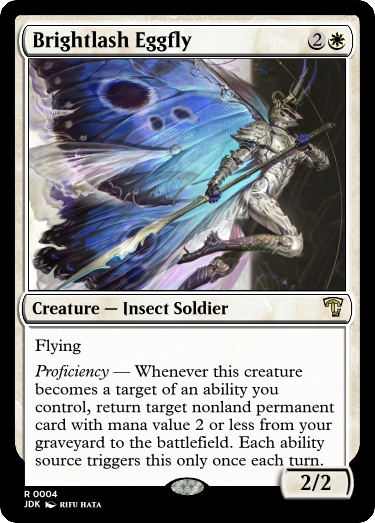 Brightlash Eggfly 2
Creature — Insect Soldier
Flying
Proficiency — Whenever this creature
becomes a target of an ability you
control, return target nonland permanent
card with mana value 2 or less from your
graveyard to the battlefield. Each ability
source triggers this only once each turn.
2/2
R 0004
JDK RIFU HATA